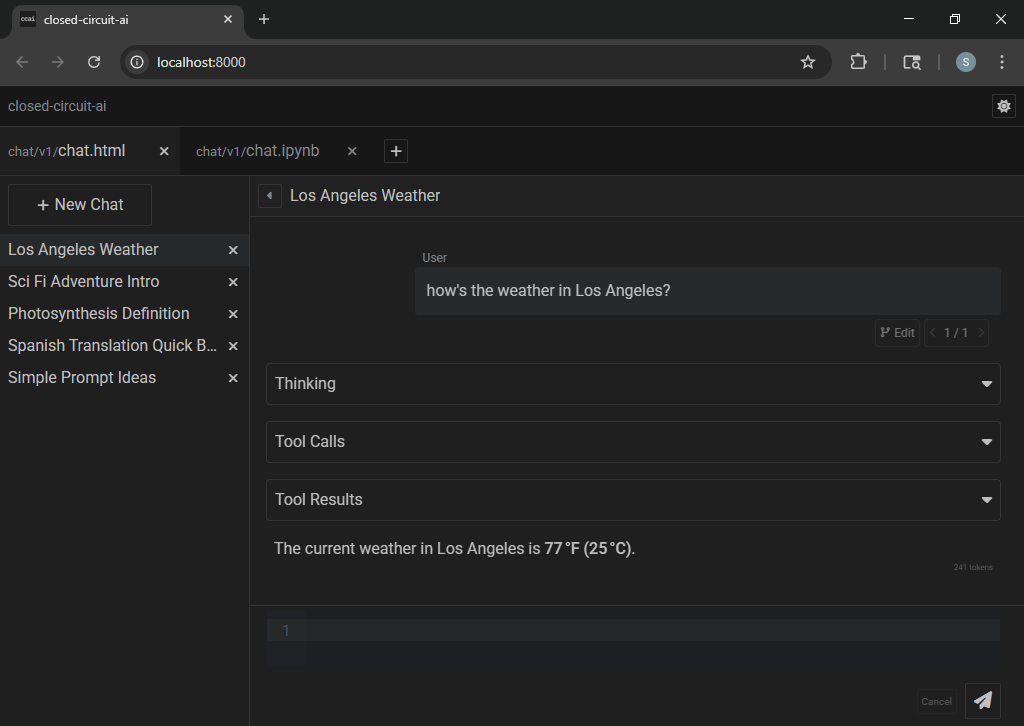 ccai closed-circuit-ai
localhost:8000
S
closed-circuit-ai
chat/v1/chat.html
chat/v1/chat.ipynb
New Chat
Los Angeles Weather
Sci Fi Adventure Intro
Photosynthesis Definition
Spanish Translation Quick B...
Simple Prompt Ideas
Los Angeles Weather
User
how's the weather in Los Angeles?
Edit
1 / 1
Thinking
Tool Calls
Tool Results
The current weather in Los Angeles is 77 °F (25 °C).
241 tokens
1
Cancel